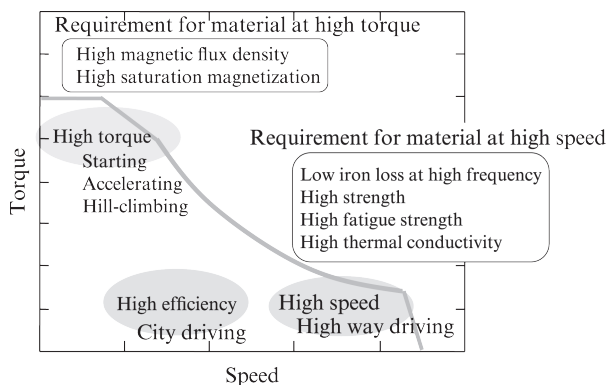 Requirement for material at high torque
High magnetic flux density
High saturation magnetization
High torque
Starting
Accelerating
Hill-climbing
Requirement for material at high speed
Low iron loss at high frequency
High strength
High fatigue strength
High thermal conductivity
High efficiency
City driving
High speed
High way driving
Torque
Speed